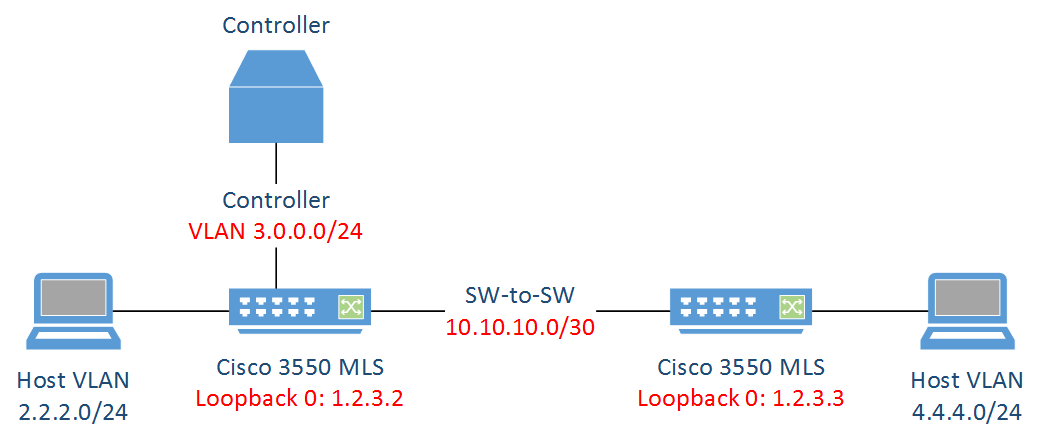 Controller
Controller
VLAN 3.0.0.0/24
SW-to-SW
10.10.10.0/30
Host VLAN
2.2.2.0/24
Cisco 3550 MLS
Loopback 0: 1.2.3.2
Cisco 3550 MLS
Loopback 0: 1.2.3.3
Host VLAN
4.4.4.0/24